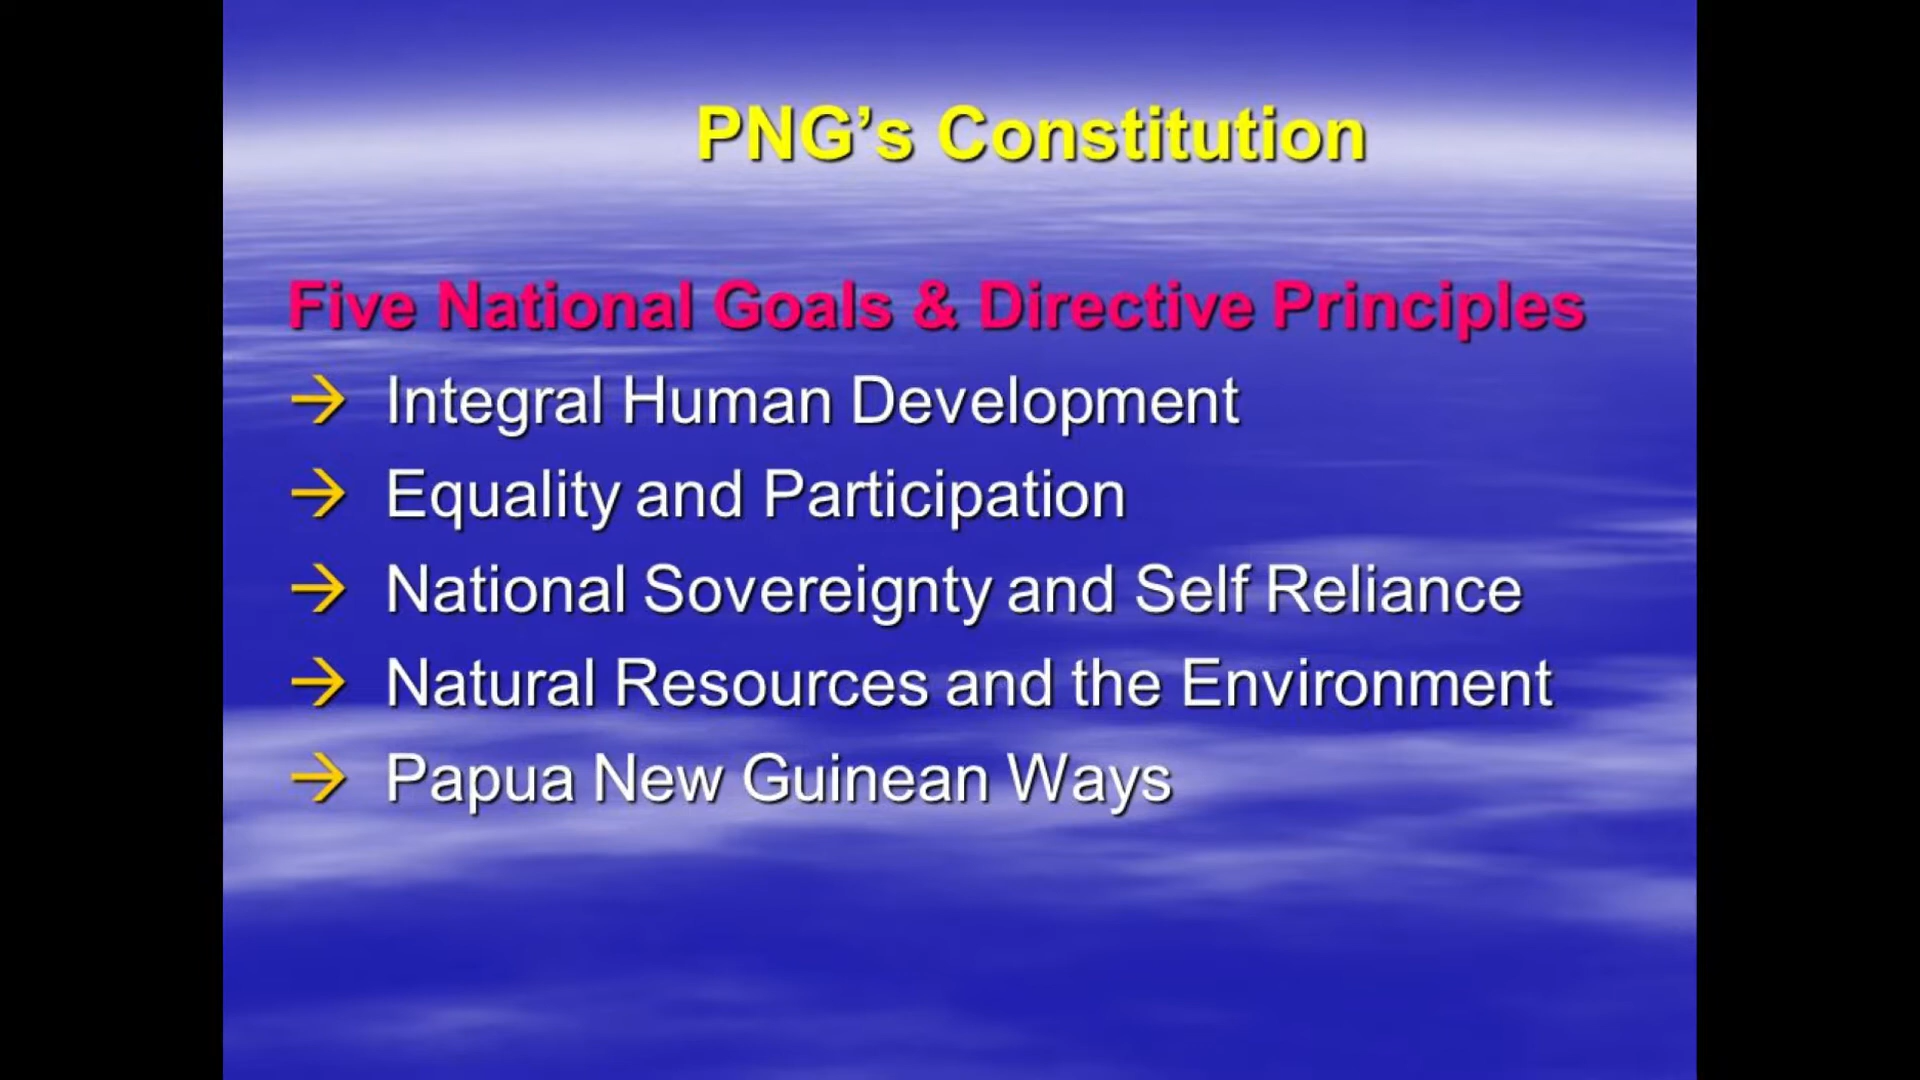 PNG’s Constitution
Five National Goals & Directive Principles
→ Integral Human Development
→ Equality and Participation
→ National Sovereignty and Self Reliance
→ Natural Resources and the Environment
→ Papua New Guinean Ways